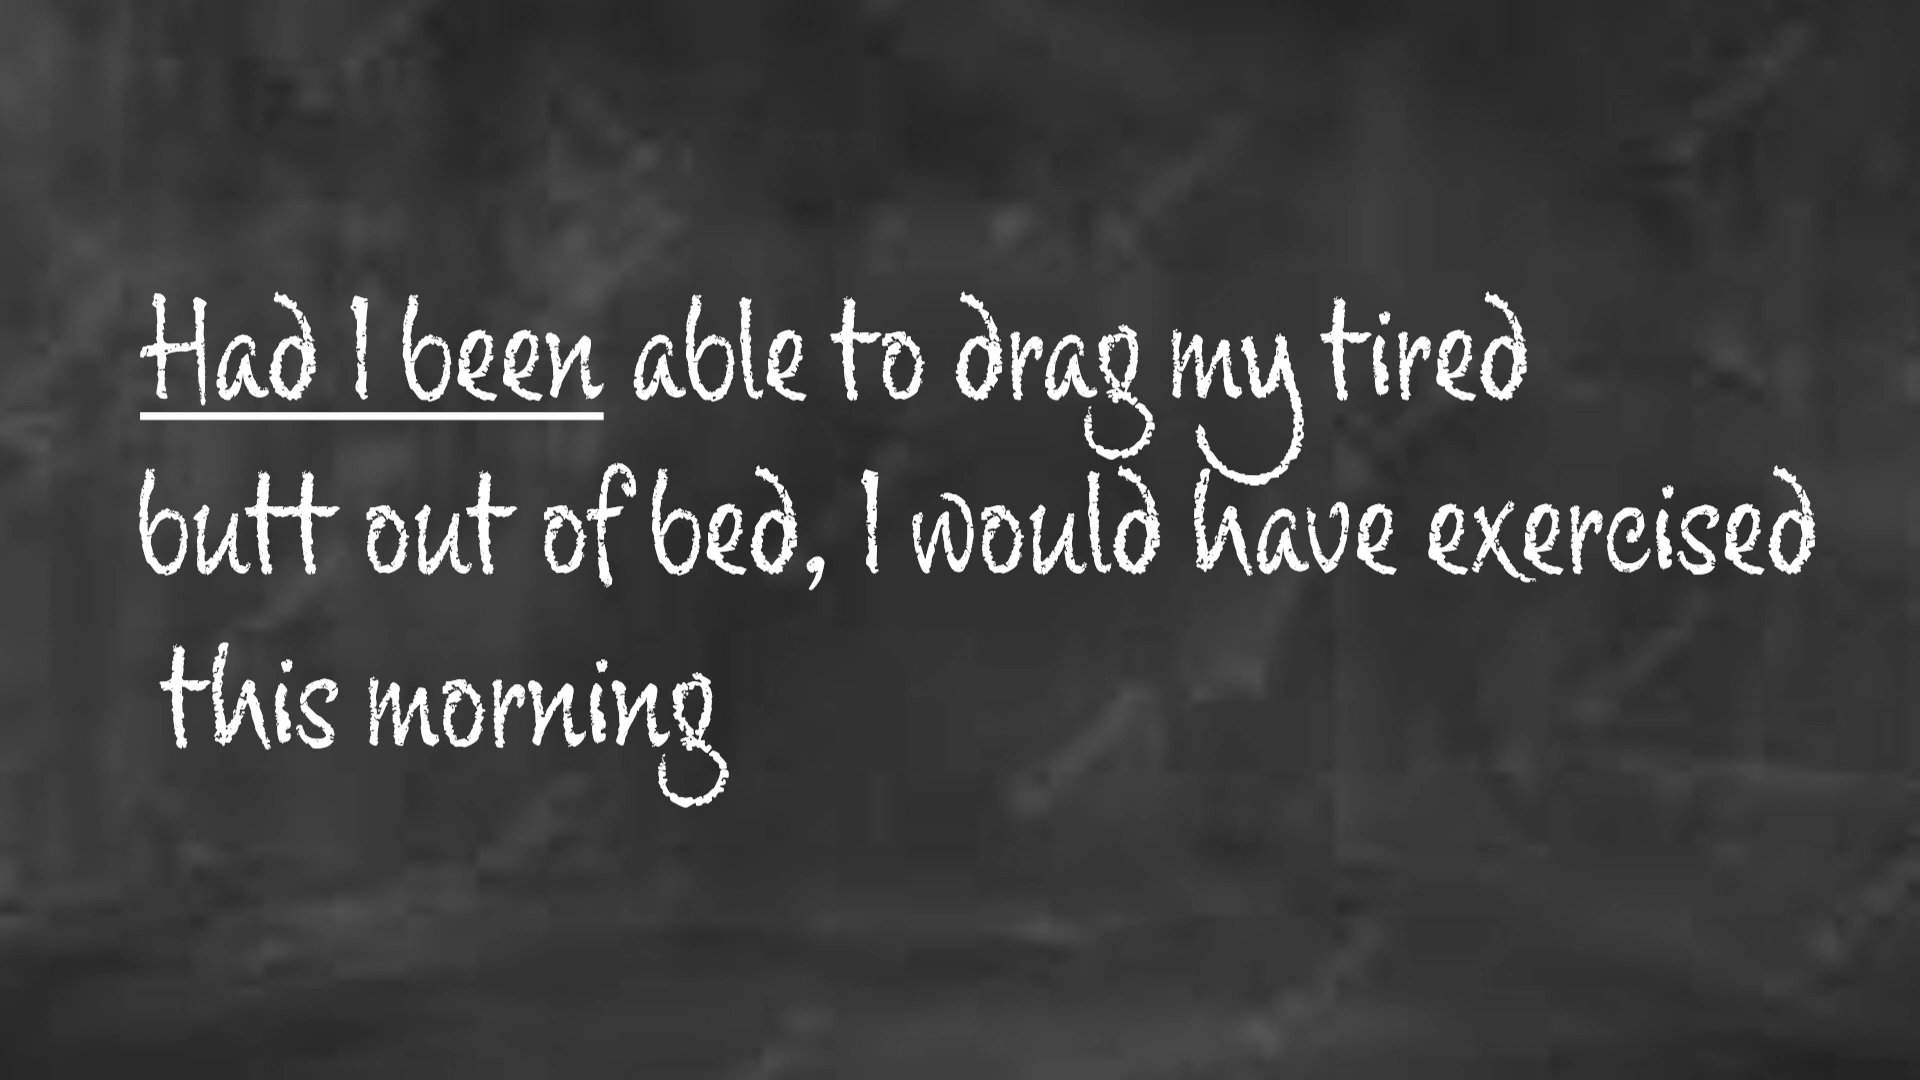 Had I been able to drag my tired
butt out of bed, I would have exercised
this morning